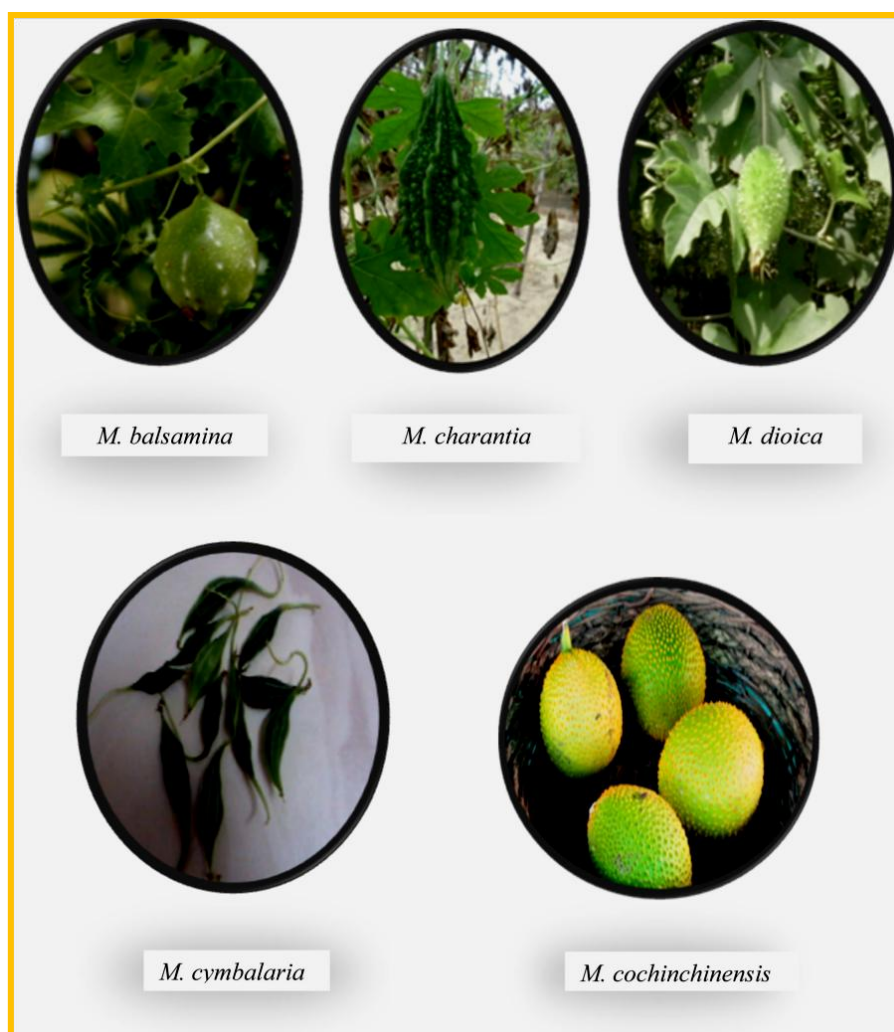 M. balsamina
M. charantia
M. dioica
M. cymbalaria
M. cochinchinensis